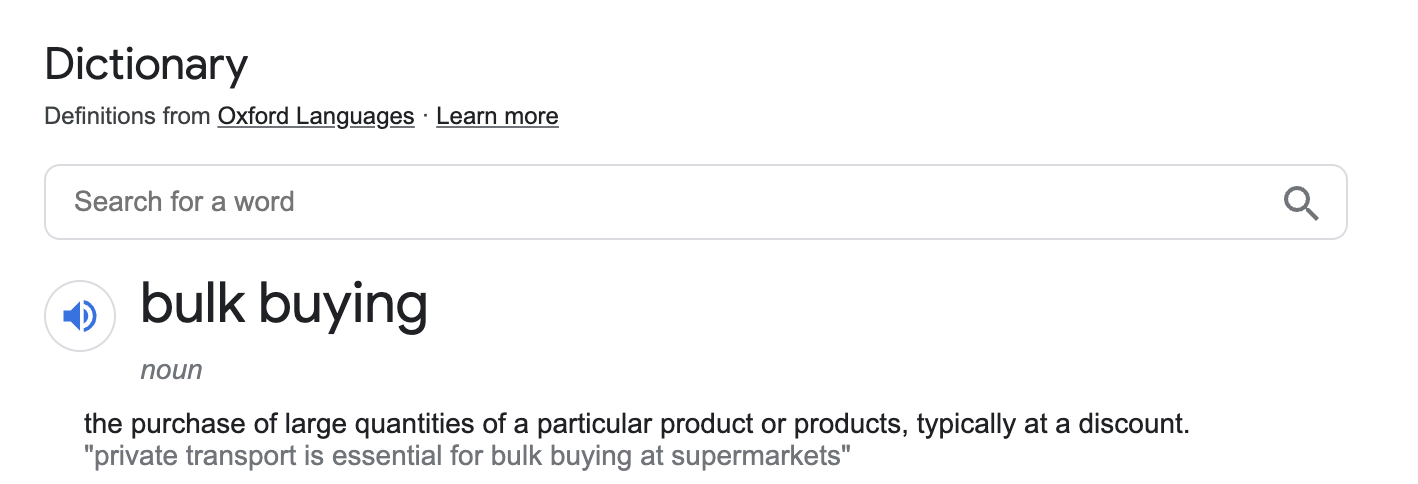 Dictionary
Definitions from Oxford Languages · Learn more
Search for a word
bulk buying
noun
the purchase of large quantities of a particular product or products, typically at a discount.
"private transport is essential for bulk buying at supermarkets"